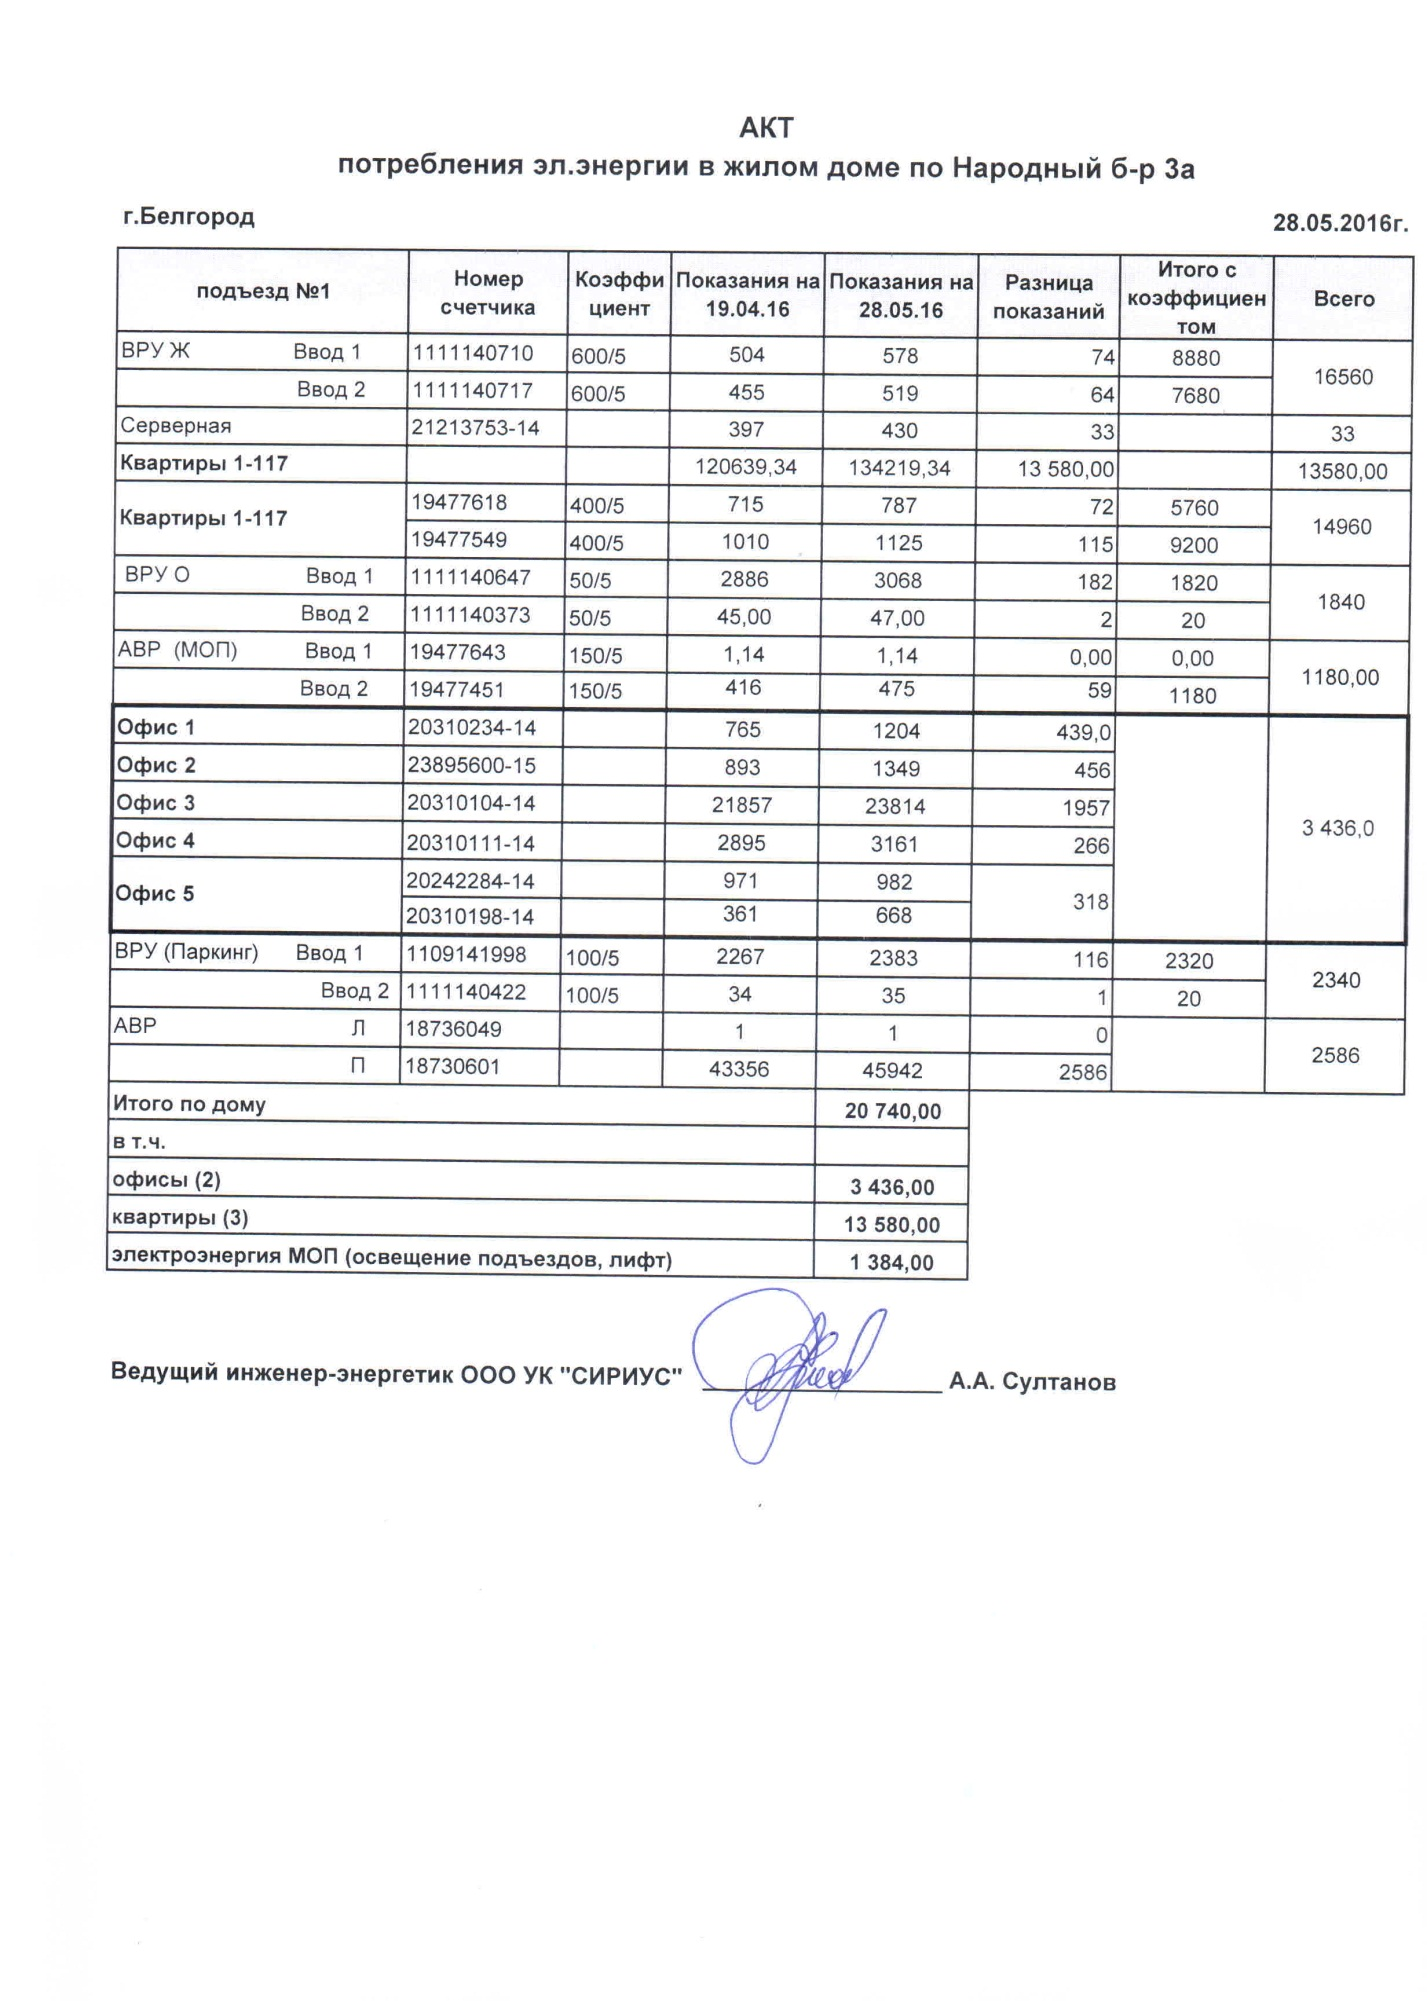 АКТ
потребления эл.энергии в жилом доме по Народный б-р 3а
г.Белгород 28.05.2016г.
подъезд №1 Номер счетчика Коэффи циент Показания на 19.04.16 Показания на 28.05.16 Разница показаний Итого с коэффициен том Всего
ВРУ Ж Ввод 1 1111140710 600/5 504 578 74 8880 16560
Ввод 2 1111140717 600/5 455 519 64 7680
Серверная 21213753-14 397 430 33 33
Квартиры 1-117 120639,34 134219,34 13 580,00 13580,00
Квартиры 1-117 19477618 400/5 715 787 72 5760 14960
19477549 400/5 1010 1125 115 9200
ВРУ О Ввод 1 1111140647 50/5 2886 3068 182 1820 1840
Ввод 2 1111140373 50/5 45,00 47,00 2 20
АВР (МОП) Ввод 1 19477643 150/5 1,14 1,14 0,00 0,00 1180,00
Ввод 2 19477451 150/5 416 475 59 1180
Офис 1 20310234-14 765 1204 439,0 3 436,0
Офис 2 23895600-15 893 1349 456
Офис 3 20310104-14 21857 23814 1957
Офис 4 20310111-14 2895 3161 266
Офис 5 20242284-14 971 982 318
20310198-14 361 668
ВРУ (Паркинг) Ввод 1 1109141998 100/5 2267 2383 116 2320 2340
Ввод 2 1111140422 100/5 34 35 1 20
АВР Л 18736049 1 1 0 2586
П 18730601 43356 45942 2586
Итого по дому 20 740,00
в т.ч.
офисы (2) 3 436,00
квартиры (3) 13 580,00
электроэнергия МОП (освещение подъездов, лифт) 1 384,00
Ведущий инженер-энергетик ООО УК "СИРИУС" А.А. Султанов